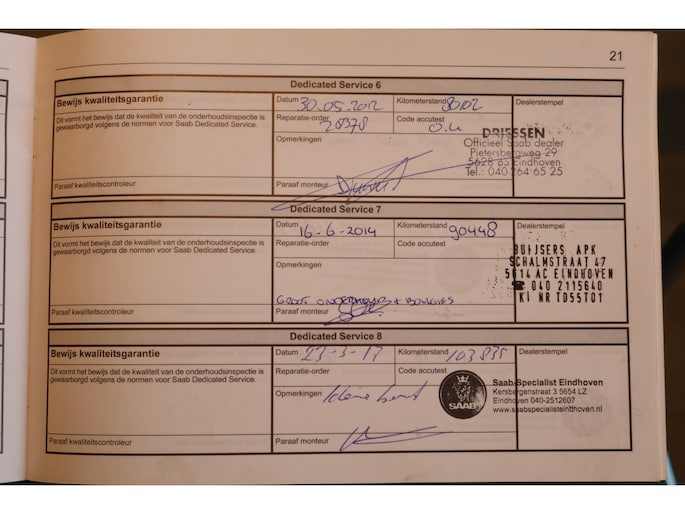 21
Dedicated Service 6
Bewijs kwaliteitsgarantie
Dit vormt het bewijs dat de kwaliteit van de onderhoudsinspectie is
gewaarborgd volgens de normen voor Saab Dedicated Service.
Paraaf kwaliteitscontroleur
Datum 30-05-2012
Kilometerstand 80102
Reparatie-order 28378
Code accutest O.K
Opmerkingen
Paraaf monteur
Dealerstempel
DRIESSEN
Officieel Saab dealer
Pietersbergweg 29
Eindhoven
Tel.: 040-264 65 25
Dedicated Service 7
Bewijs kwaliteitsgarantie
Dit vormt het bewijs dat de kwaliteit van de onderhoudsinspectie is
gewaarborgd volgens de normen voor Saab Dedicated Service.
Paraaf kwaliteitscontroleur
Datum 16-6-2014
Kilometerstand 90448
Reparatie-order
Code accutest
Opmerkingen
GROOT ONDERHOUD + BOUGIES
Paraaf monteur
Dealerstempel
BUIJSERS APK
SCHALMSTRAAT 47
5614 AC EINDHOVEN
☎ 040 2115640
KI NR TD55T01
Dedicated Service 8
Bewijs kwaliteitsgarantie
Dit vormt het bewijs dat de kwaliteit van de onderhoudsinspectie is
gewaarborgd volgens de normen voor Saab Dedicated Service.
Paraaf kwaliteitscontroleur
Datum 23-3-17
Kilometerstand 103835
Reparatie-order
Code accutest
Opmerkingen Kleine beurt
Paraaf monteur
Dealerstempel
SAAB
Saab-Specialist Eindhoven
Kersbergenstraat 3 5654 LZ
Eindhoven 040-2512607
www.saabspecialisteindhoven.nl